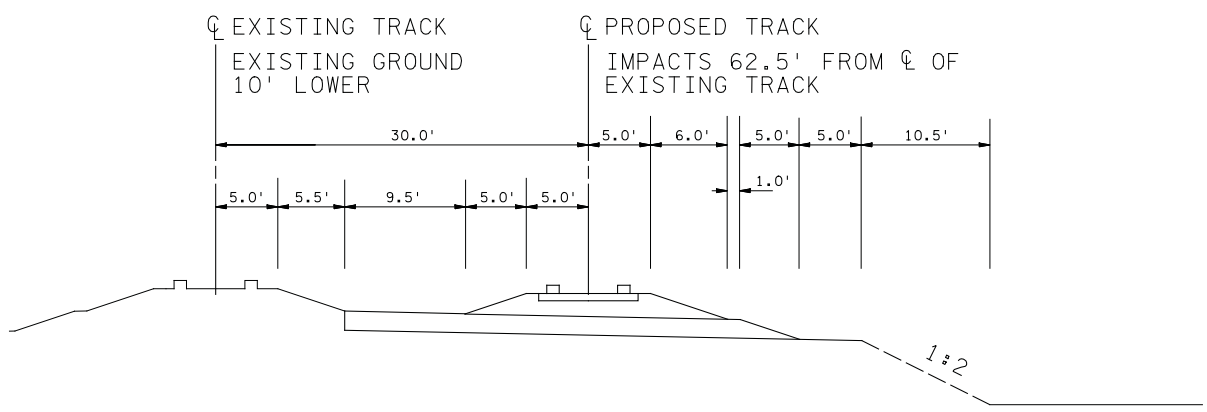 ℄ EXISTING TRACK
EXISTING GROUND
10' LOWER
℄ PROPOSED TRACK
IMPACTS 62.5' FROM ℄ OF
EXISTING TRACK
30.0'
5.0'
6.0'
5.0'
5.0'
10.5'
1.0'
5.0'
5.5'
9.5'
5.0'
5.0'
1:2